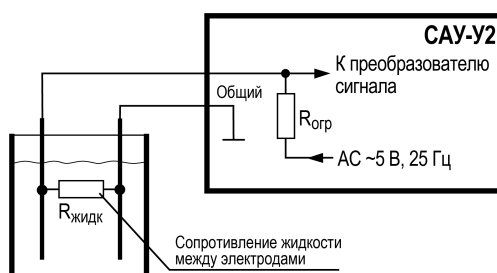 САУ-У2
К преобразователю
сигнала
Общий
Rогр
AC ~5 В, 25 Гц
Rжидк
Сопротивление жидкости
между электродами